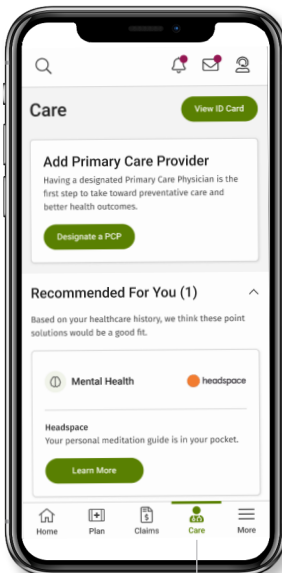 Care
View ID Card
Add Primary Care Provider
Having a designated Primary Care Physician is the
first step to take toward preventative care and
better health outcomes.
Designate a PCP
Recommended For You (1)
Based on your healthcare history, we think these point
solutions would be a good fit.
Mental Health
headspace
Headspace
Your personal meditation guide is in your pocket.
Learn More
Home
Plan
Claims
Care
More